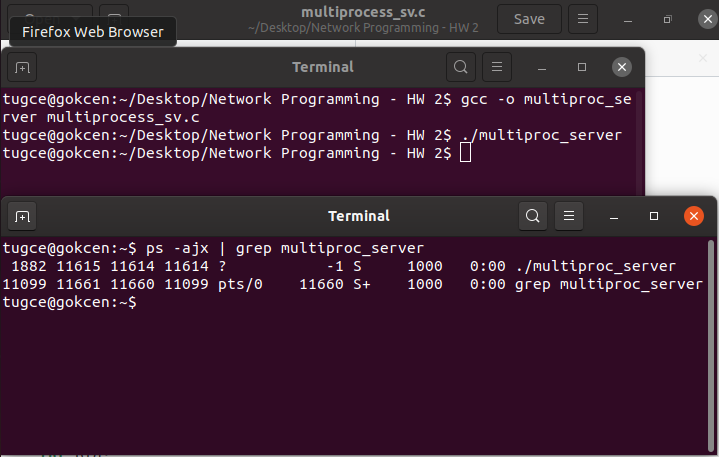 multiprocess_sv.c
~/Desktop/Network Programming - HW 2
Save
Firefox Web Browser
Terminal
tugce@gokcen:~/Desktop/Network Programming - HW 2$ gcc -o multiproc_se
rver multiprocess_sv.c
tugce@gokcen:~/Desktop/Network Programming - HW 2$ ./multiproc_server
tugce@gokcen:~/Desktop/Network Programming - HW 2$
Terminal
tugce@gokcen:~$ ps -ajx | grep multiproc_server
1882 11615 11614 11614 ? -1 S 1000 0:00 ./multiproc_server
11099 11661 11660 11099 pts/0 11660 S+ 1000 0:00 grep multiproc_server
tugce@gokcen:~$